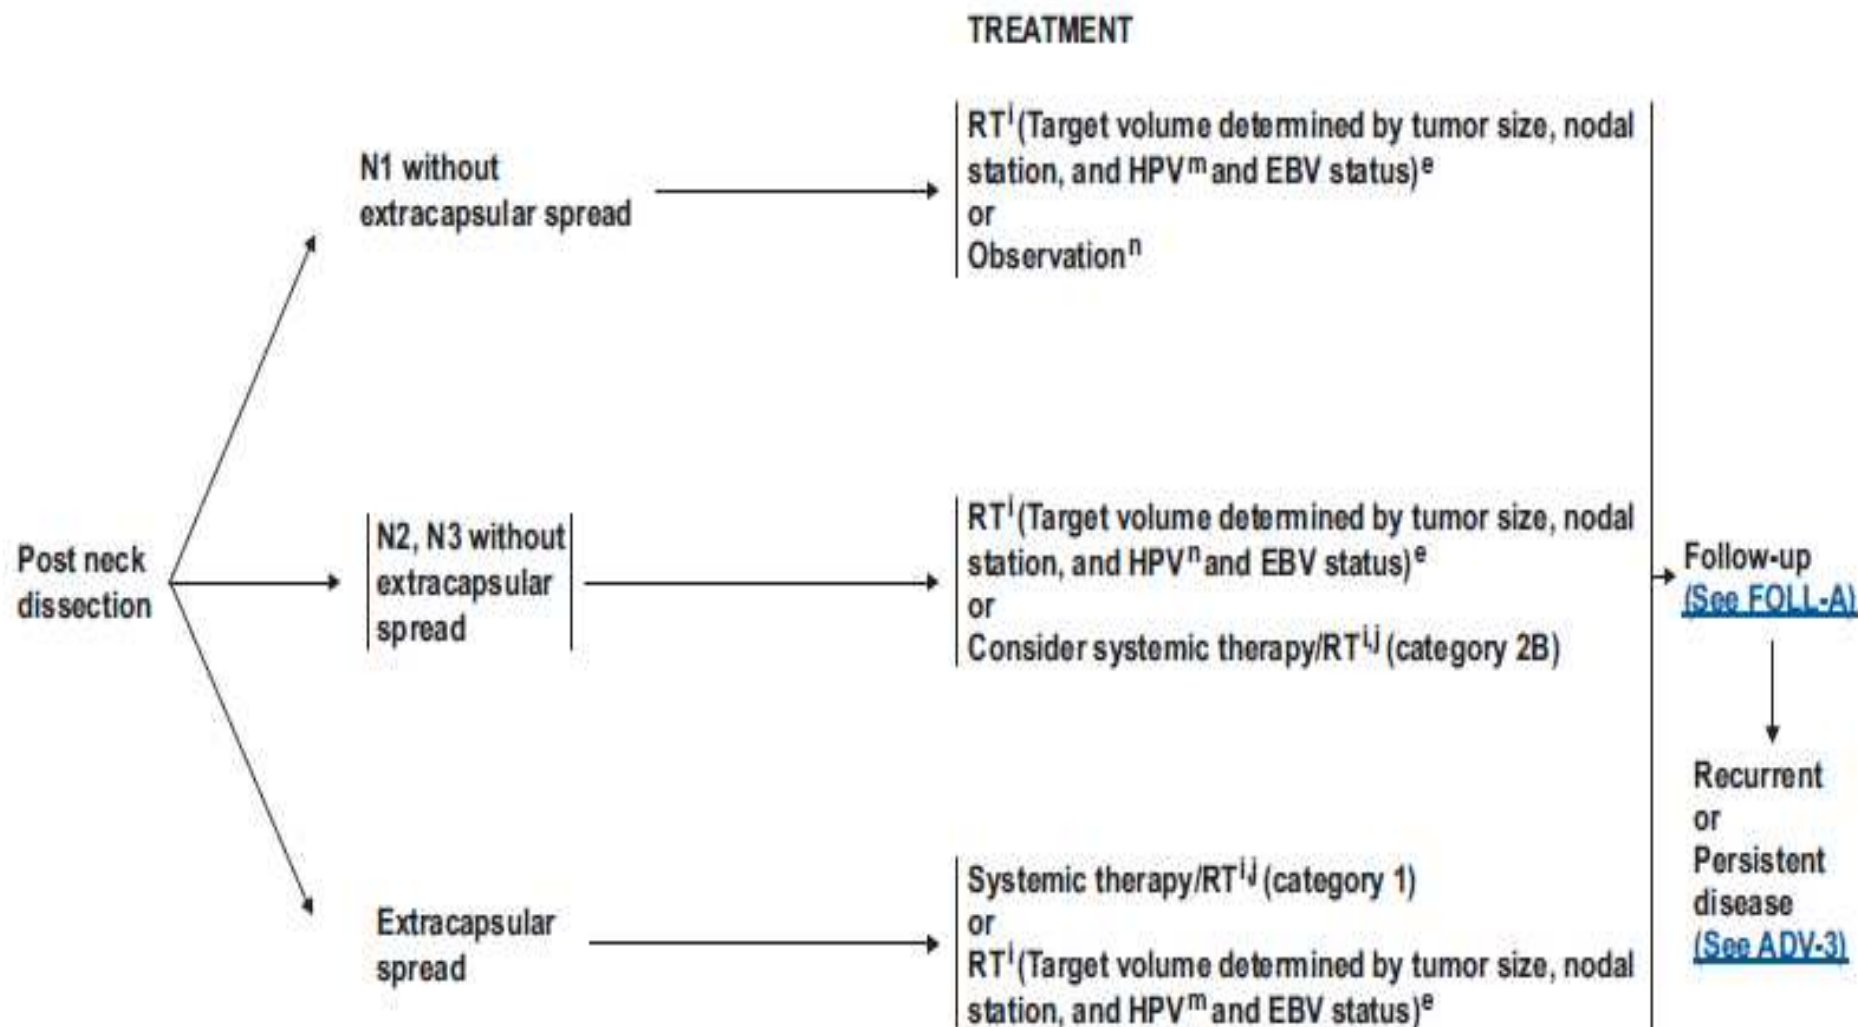 TREATMENT
N1 without
extracapsular spread
RTⁱ (Target volume determined by tumor size, nodal
station, and HPVᵐ and EBV status)ᵉ
or
Observationⁿ
Post neck
dissection
N2, N3 without
extracapsular
spread
RTⁱ (Target volume determined by tumor size, nodal
station, and HPVⁿ and EBV status)ᵉ
or
Consider systemic therapy/RTⁱ,ʲ (category 2B)
Extracapsular
spread
Systemic therapy/RTⁱ,ʲ (category 1)
or
RTⁱ (Target volume determined by tumor size, nodal
station, and HPVᵐ and EBV status)ᵉ
Follow-up
(See FOLL-A)
Recurrent
or
Persistent
disease
(See ADV-3)